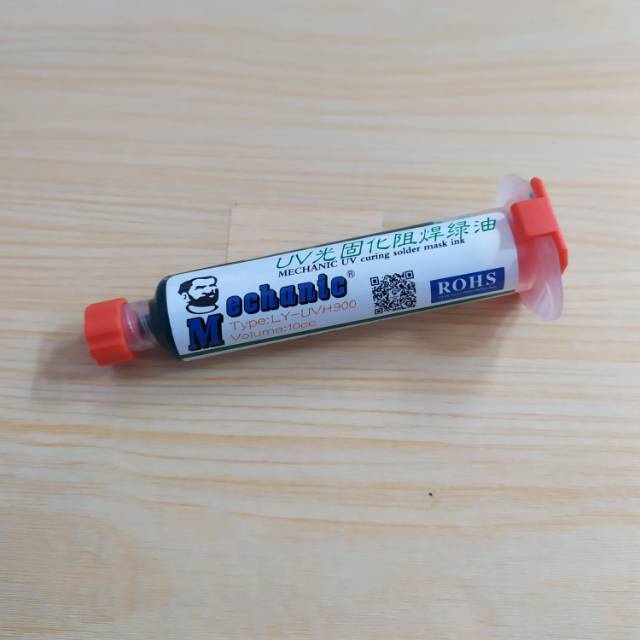 UV光固化阻焊绿油
MECHANIC UV curing solder mask ink
Mechanic®
Type:LY-UVH900
Volume:10cc
ROHS